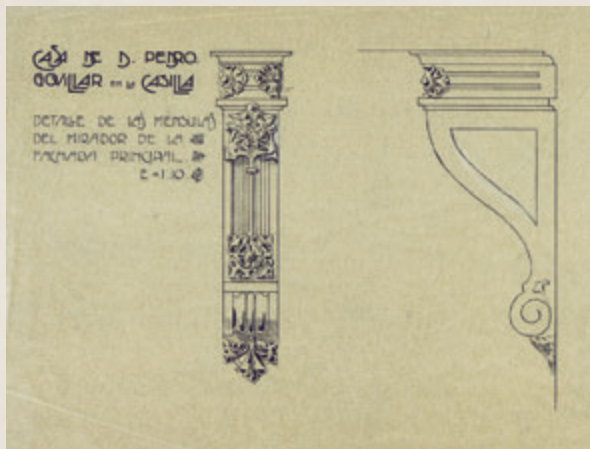 CASA DE D. PEDRO
GOVILLAR en la CASILLA
DETALLE DE LAS MENSULAS
DEL MIRADOR DE LA
FACHADA PRINCIPAL.
E = 1:10